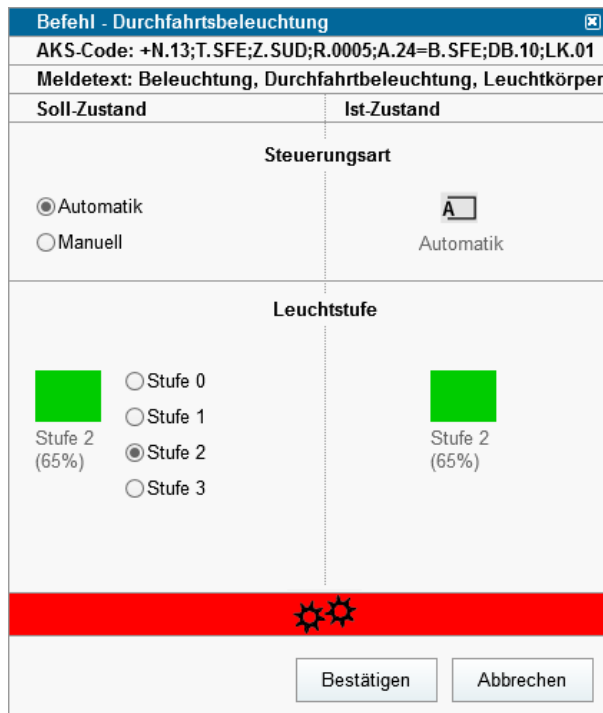 Befehl - Durchfahrtsbeleuchtung
AKS-Code: +N.13;T.SFE;Z.SUD;R.0005;A.24=B.SFE;DB.10;LK.01
Meldetext: Beleuchtung, Durchfahrtbeleuchtung, Leuchtkörper
Soll-Zustand Ist-Zustand
Steuerungsart
Automatik
Manuell
A
Automatik
Leuchtstufe
Stufe 2
(65%)
Stufe 0
Stufe 1
Stufe 2
Stufe 3
Stufe 2
(65%)
Bestätigen Abbrechen